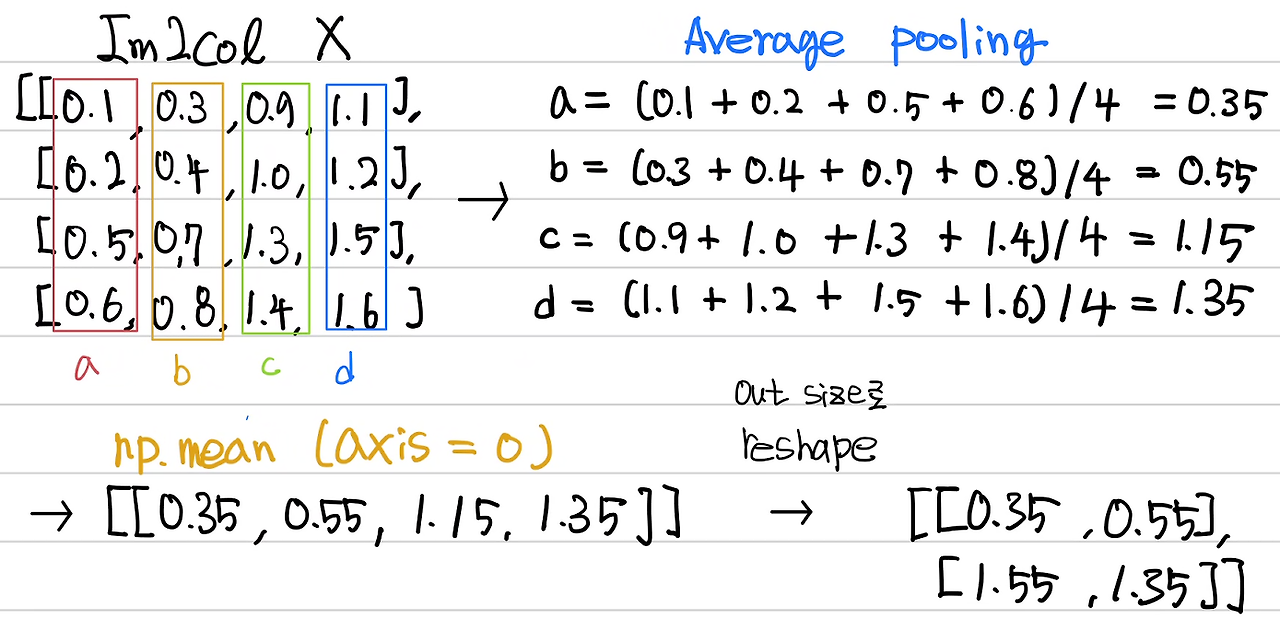 Im2col X
[[0.1, 0.3, 0.9, 1.1],
[0.2, 0.4, 1.0, 1.2],
[0.5, 0.7, 1.3, 1.5],
[0.6, 0.8, 1.4, 1.6]
a b c d
→
Average pooling
a = (0.1 + 0.2 + 0.5 + 0.6)/4 = 0.35
b = (0.3 + 0.4 + 0.7 + 0.8)/4 = 0.55
c = (0.9 + 1.0 + 1.3 + 1.4)/4 = 1.15
d = (1.1 + 1.2 + 1.5 + 1.6)/4 = 1.35
np.mean (axis = 0)
→ [[0.35, 0.55, 1.15, 1.35]]
out size로
reshape
→
[[0.35, 0.55],
[1.55, 1.35]]